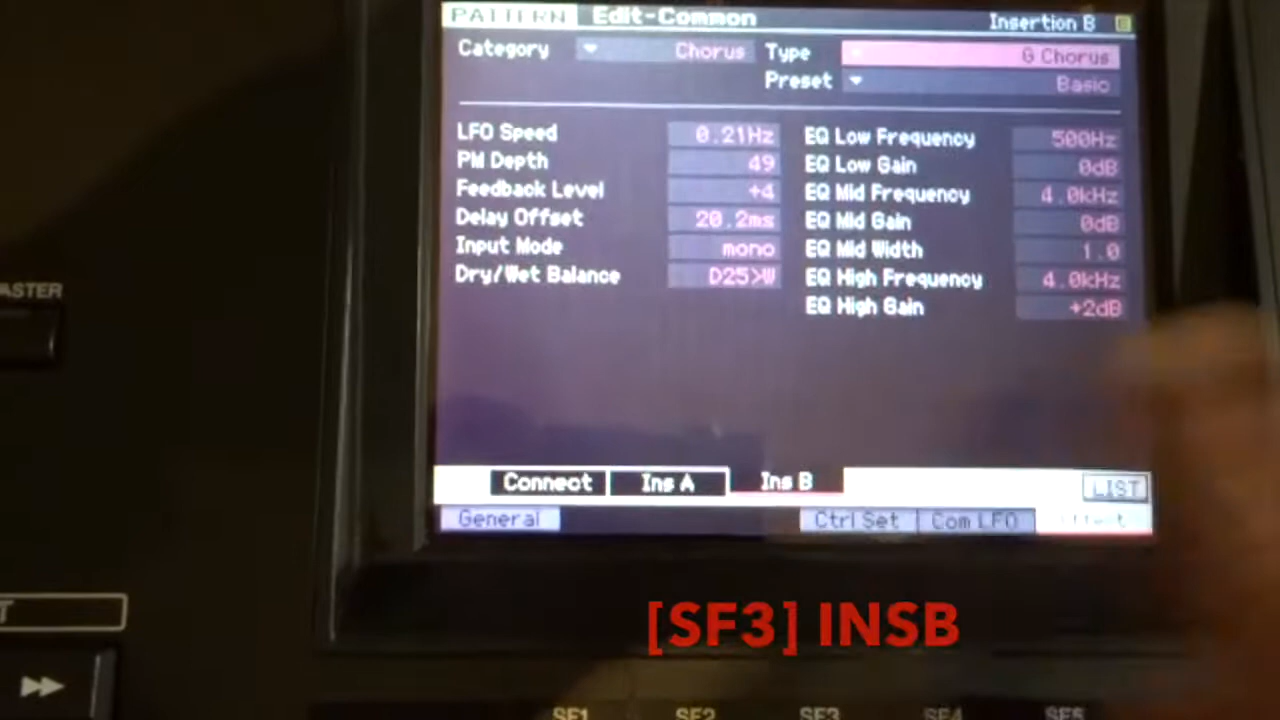 PATTERN Edit-Common Insertion B
Category Chorus Type G Chorus
Preset Basic
LFO Speed 0.21Hz EQ Low Frequency 500Hz
PM Depth 49 EQ Low Gain 0dB
Feedback Level +4 EQ Mid Frequency 4.0kHz
Delay Offset 20.2ms EQ Mid Gain 0dB
Input Mode mono EQ Mid Width 1.0
Dry/Wet Balance D25>W EQ High Frequency 4.0kHz
EQ High Gain +2dB
ASTER
Connect Ins A Ins B LIST
General Ctrl Set Com LFO Effect
[SF3] INSB
T
SF1 SF2 SF3 SF4 SF5